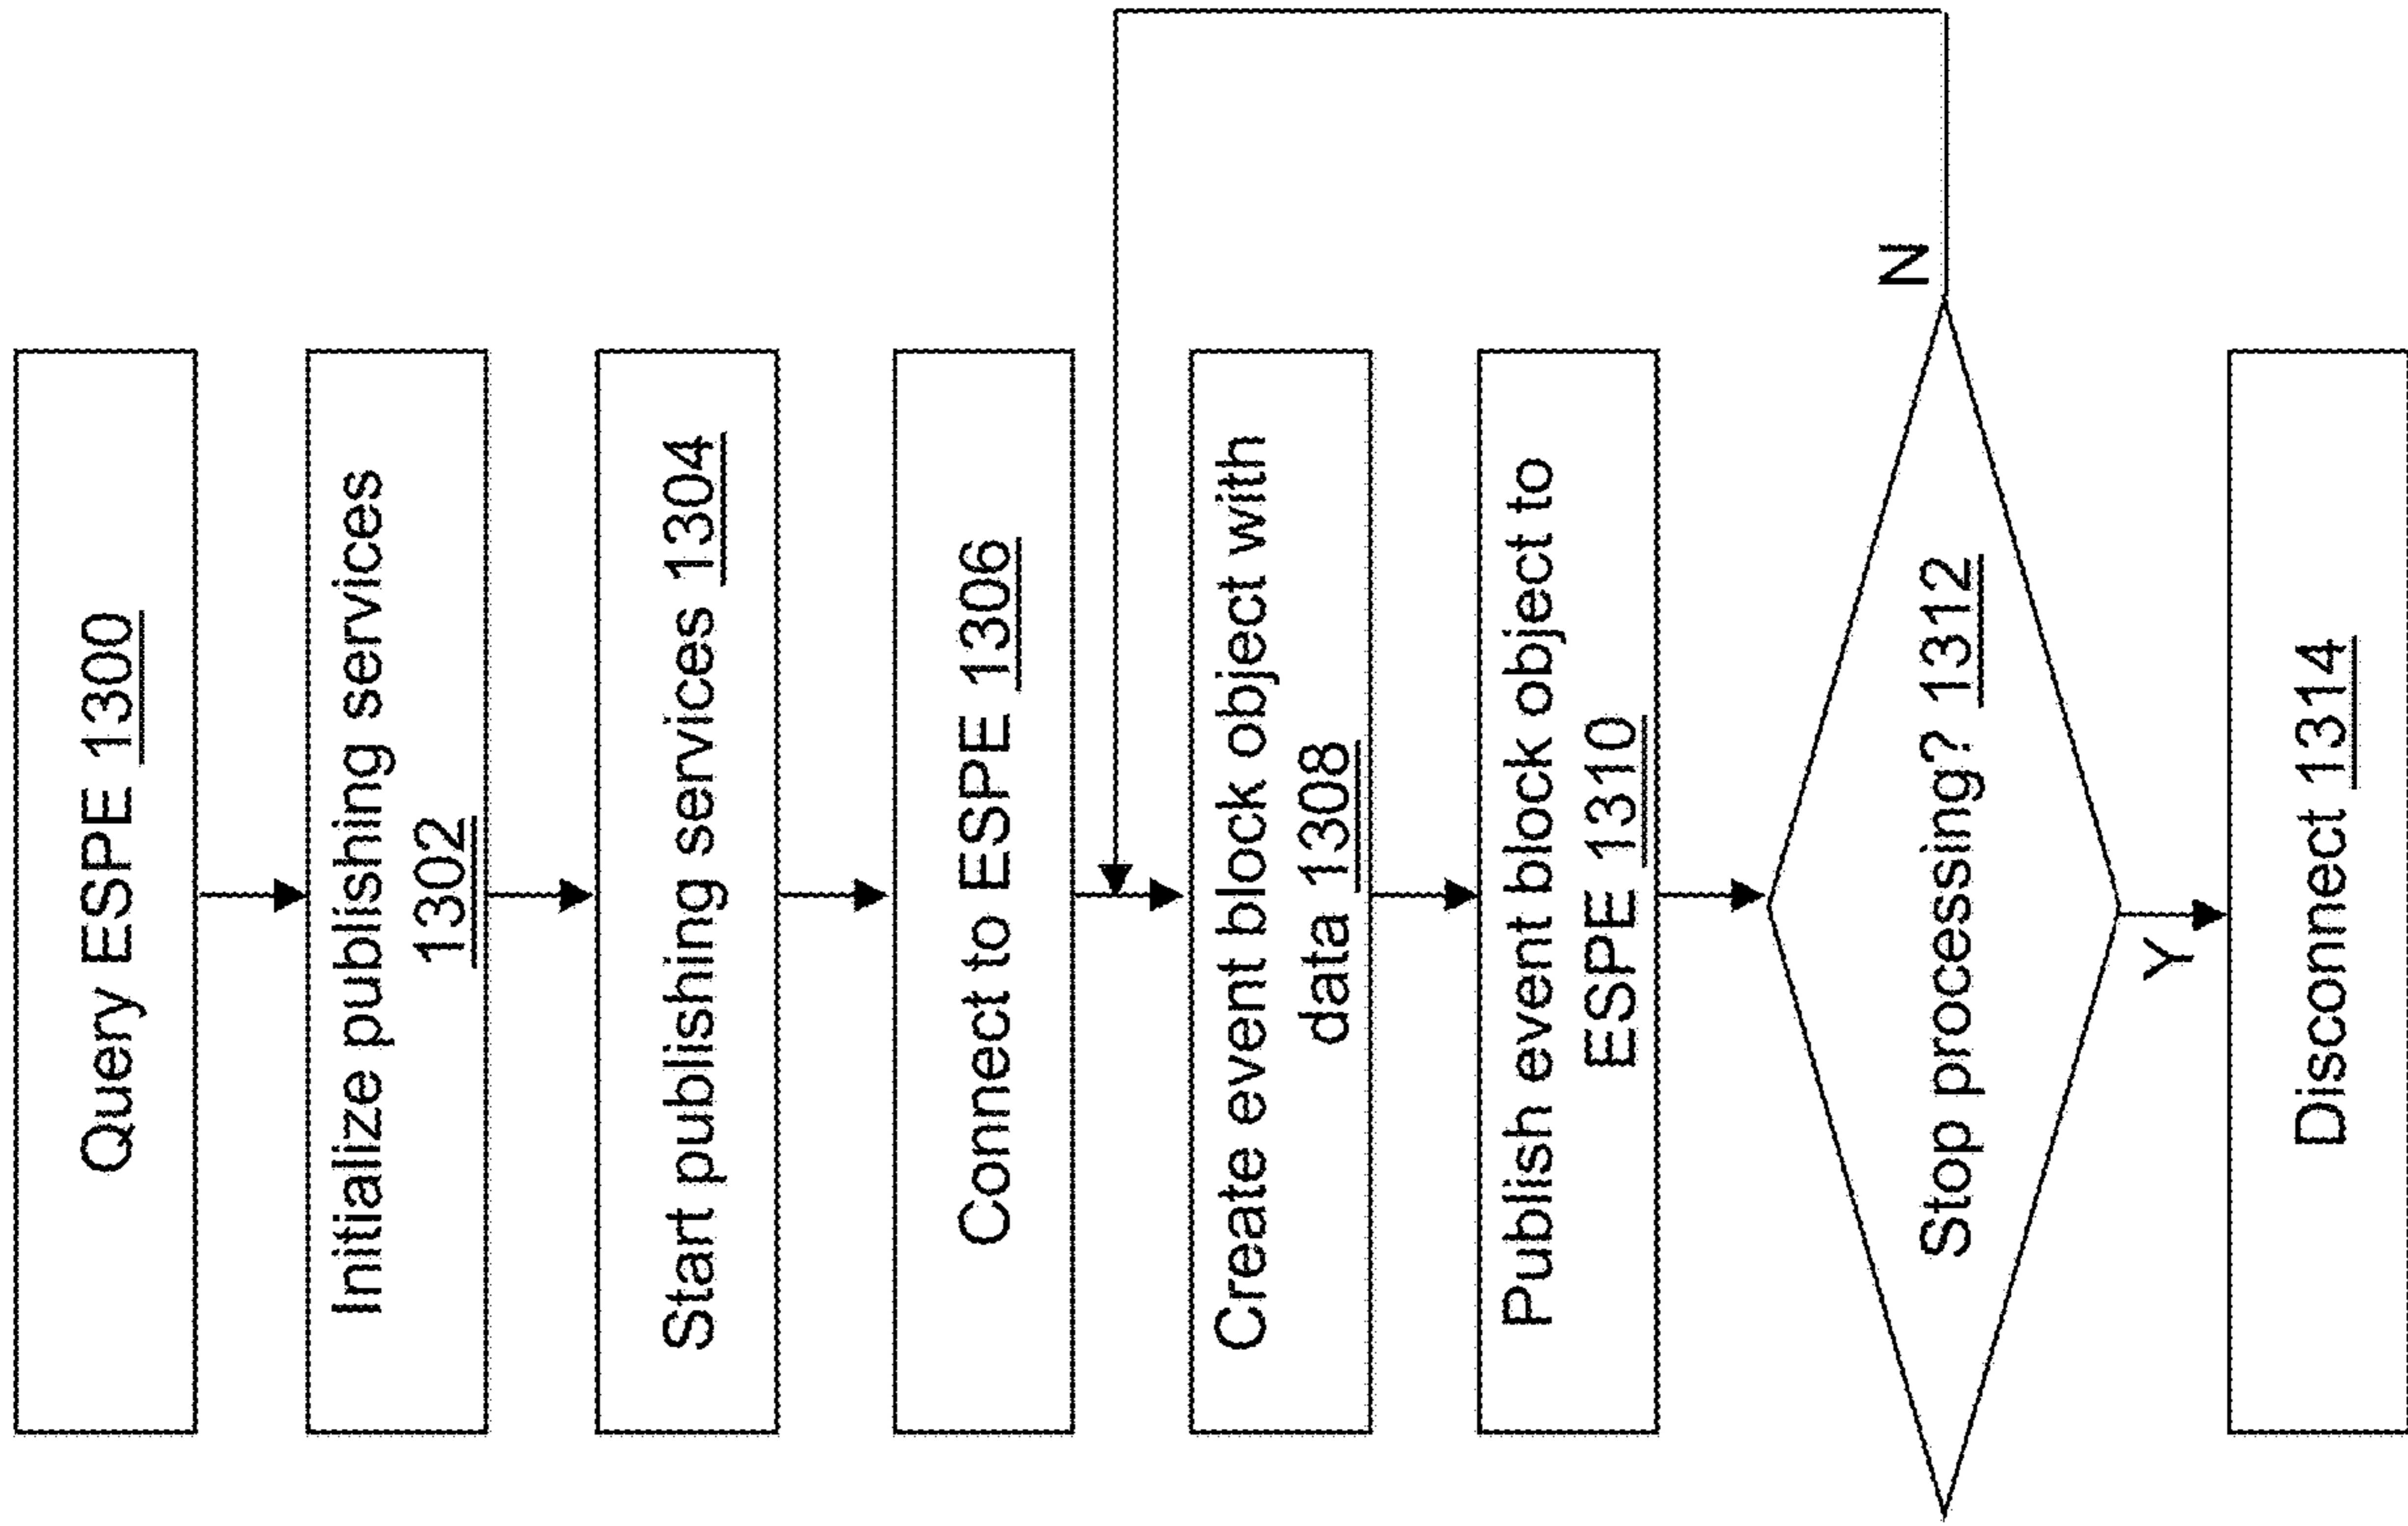 Query ESPE 1300
Initialize publishing services
1302
Start publishing services 1304
Connect to ESPE 1306
Create event block object with
data 1308
Publish event block object to
ESPE 1310
Stop processing? 1312
N
Y
Disconnect 1314